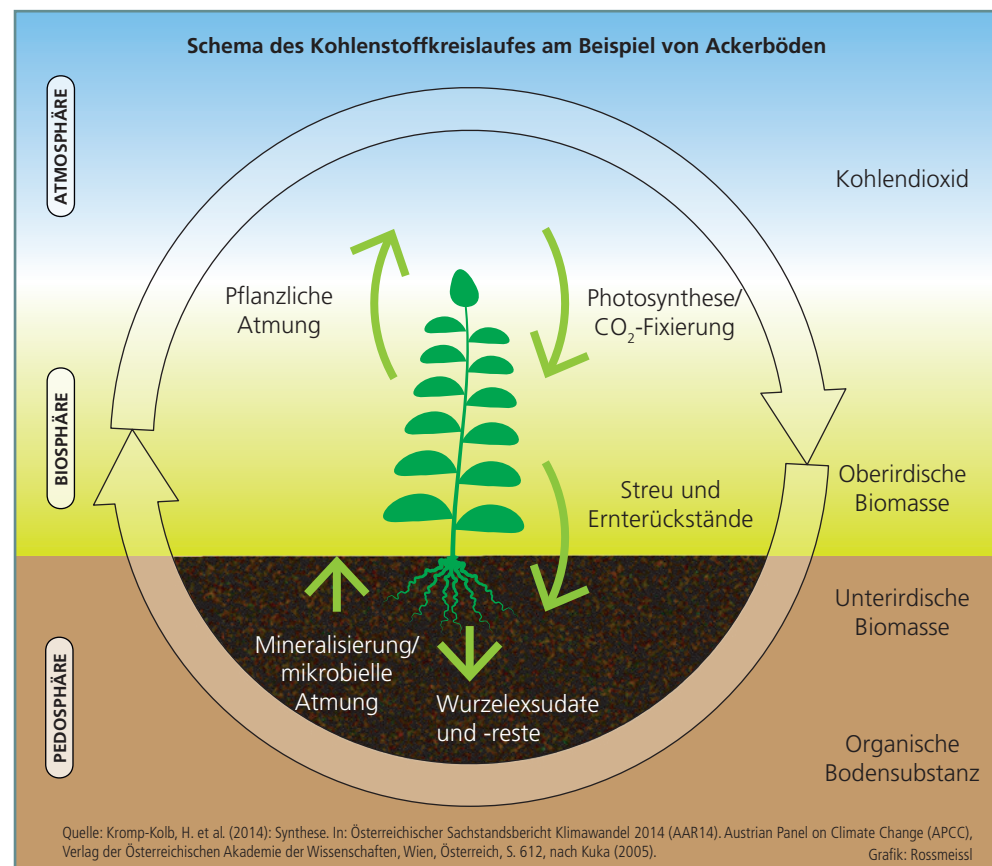 Schema des Kohlenstoffkreislaufes am Beispiel von Ackerböden
ATMOSPHÄRE
Kohlendioxid
Pflanzliche
Atmung
Photosynthese/
CO₂-Fixierung
BIOSPHÄRE
Streu und
Ernterückstände
Oberirdische
Biomasse
Unterirdische
Biomasse
PEDOSPHÄRE
Mineralisierung/
mikrobielle
Atmung
Wurzelexsudate
und -reste
Organische
Bodensubstanz
Quelle: Kromp-Kolb, H. et al. (2014): Synthese. In: Österreichischer Sachstandsbericht Klimawandel 2014 (AAR14). Austrian Panel on Climate Change (APCC),
Verlag der Österreichischen Akademie der Wissenschaften, Wien, Österreich, S. 612, nach Kuka (2005).
Grafik: Rossmeissl